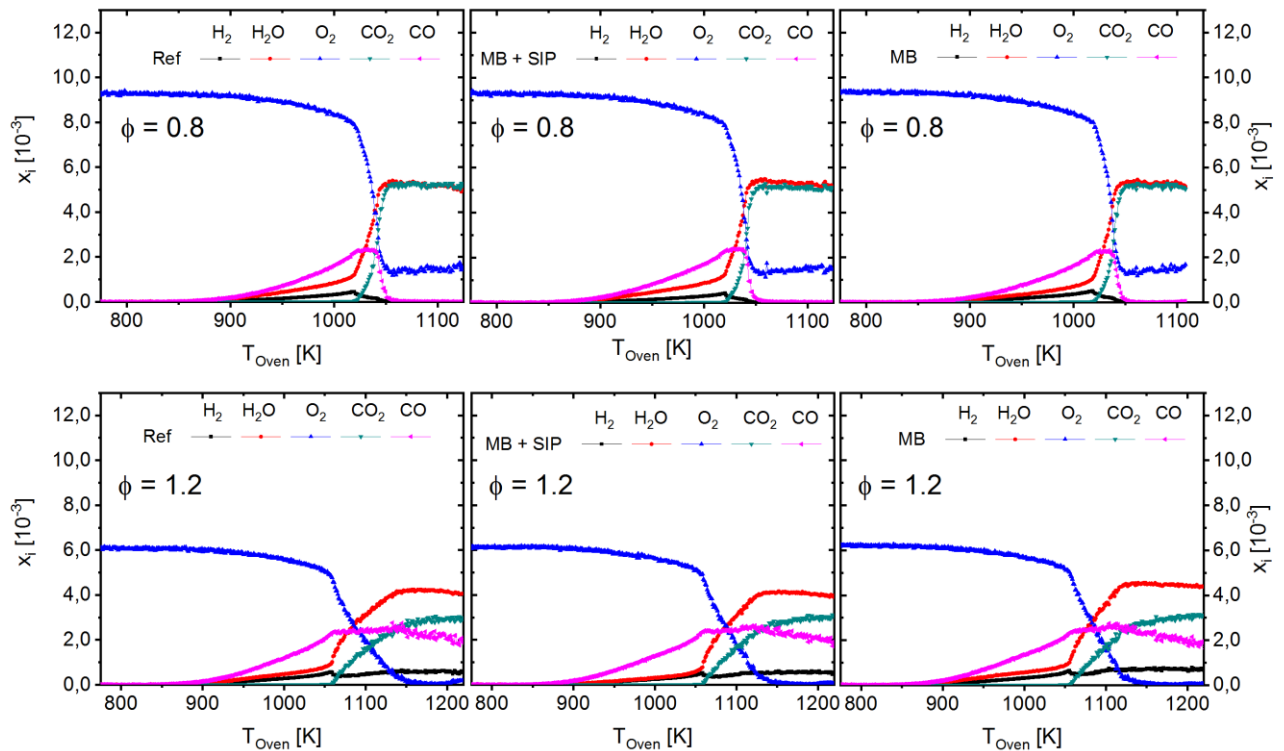 H₂ H₂O O₂ CO₂ CO
Ref
ϕ = 0.8
xᵢ [10⁻³]
12,0
10,0
8,0
6,0
4,0
2,0
0,0
800 900 1000 1100
T_Oven [K]
H₂ H₂O O₂ CO₂ CO
MB + SIP
ϕ = 0.8
800 900 1000 1100
T_Oven [K]
H₂ H₂O O₂ CO₂ CO
MB
ϕ = 0.8
12,0
10,0
8,0
6,0
4,0
2,0
0,0
xᵢ [10⁻³]
800 900 1000 1100
T_Oven [K]
H₂ H₂O O₂ CO₂ CO
Ref
ϕ = 1.2
xᵢ [10⁻³]
12,0
10,0
8,0
6,0
4,0
2,0
0,0
800 900 1000 1100 1200
T_Oven [K]
H₂ H₂O O₂ CO₂ CO
MB + SIP
ϕ = 1.2
800 900 1000 1100 1200
T_Oven [K]
H₂ H₂O O₂ CO₂ CO
MB
ϕ = 1.2
12,0
10,0
8,0
6,0
4,0
2,0
0,0
xᵢ [10⁻³]
800 900 1000 1100 1200
T_Oven [K]